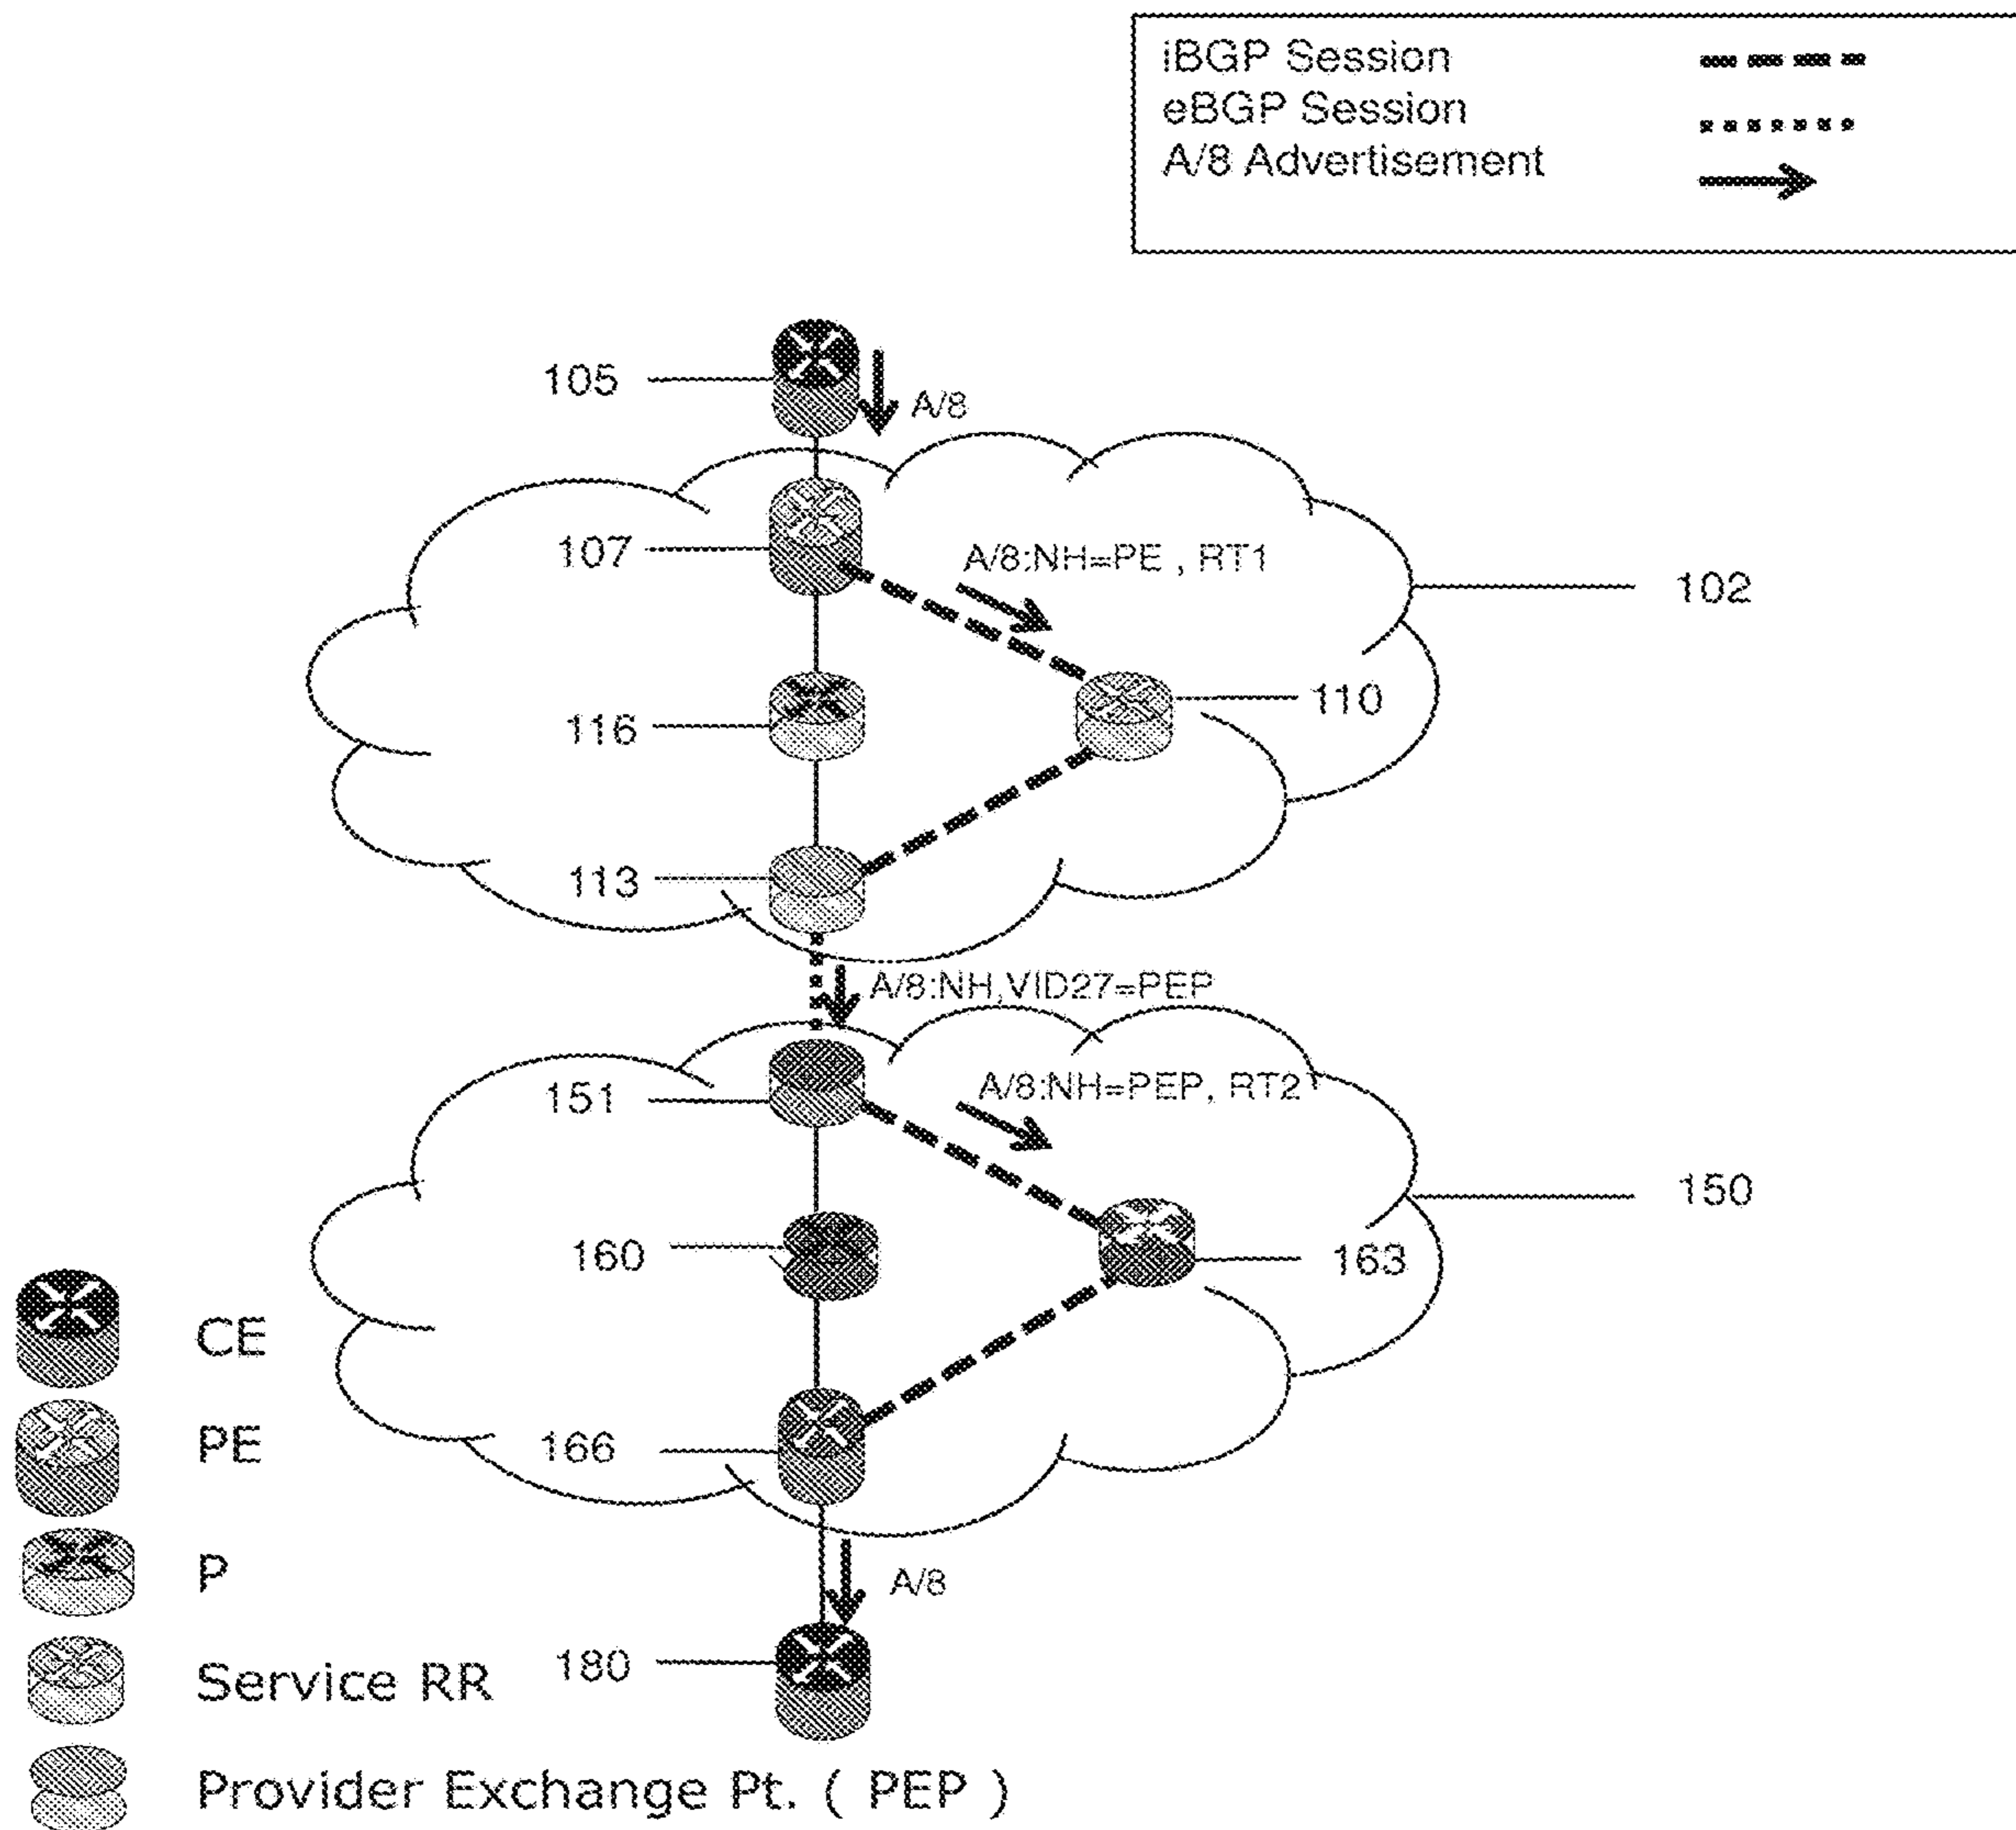 iBGP Session
eBGP Session
A/8 Advertisement
105
A/8
107
A/8:NH=PE , RT1
102
116
110
113
A/8:NH,VID27=PEP
151
A/8:NH=PEP, RT2
150
160
163
CE
166
PE
A/8
P
180
Service RR
Provider Exchange Pt. ( PEP )